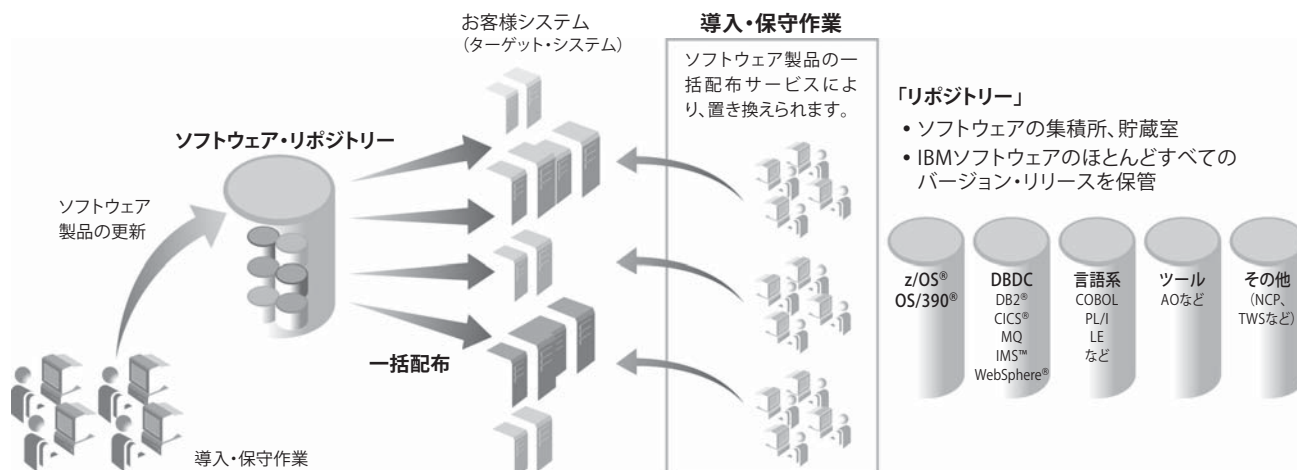 お客様システム
（ターゲット・システム）
導入・保守作業
ソフトウェア製品の一
括配布サービスによ
り、置き換えられます。
ソフトウェア・リポジトリー
ソフトウェア
製品の更新
一括配布
導入・保守作業
「リポジトリー」
• ソフトウェアの集積所、貯蔵室
• IBMソフトウェアのほとんどすべての
バージョン・リリースを保管
z/OS®
OS/390®
DBDC
DB2®
CICS®
MQ
IMS™
WebSphere®
言語系
COBOL
PL/I
LE
など
ツール
AOなど
その他
（NCP、
TWSなど）